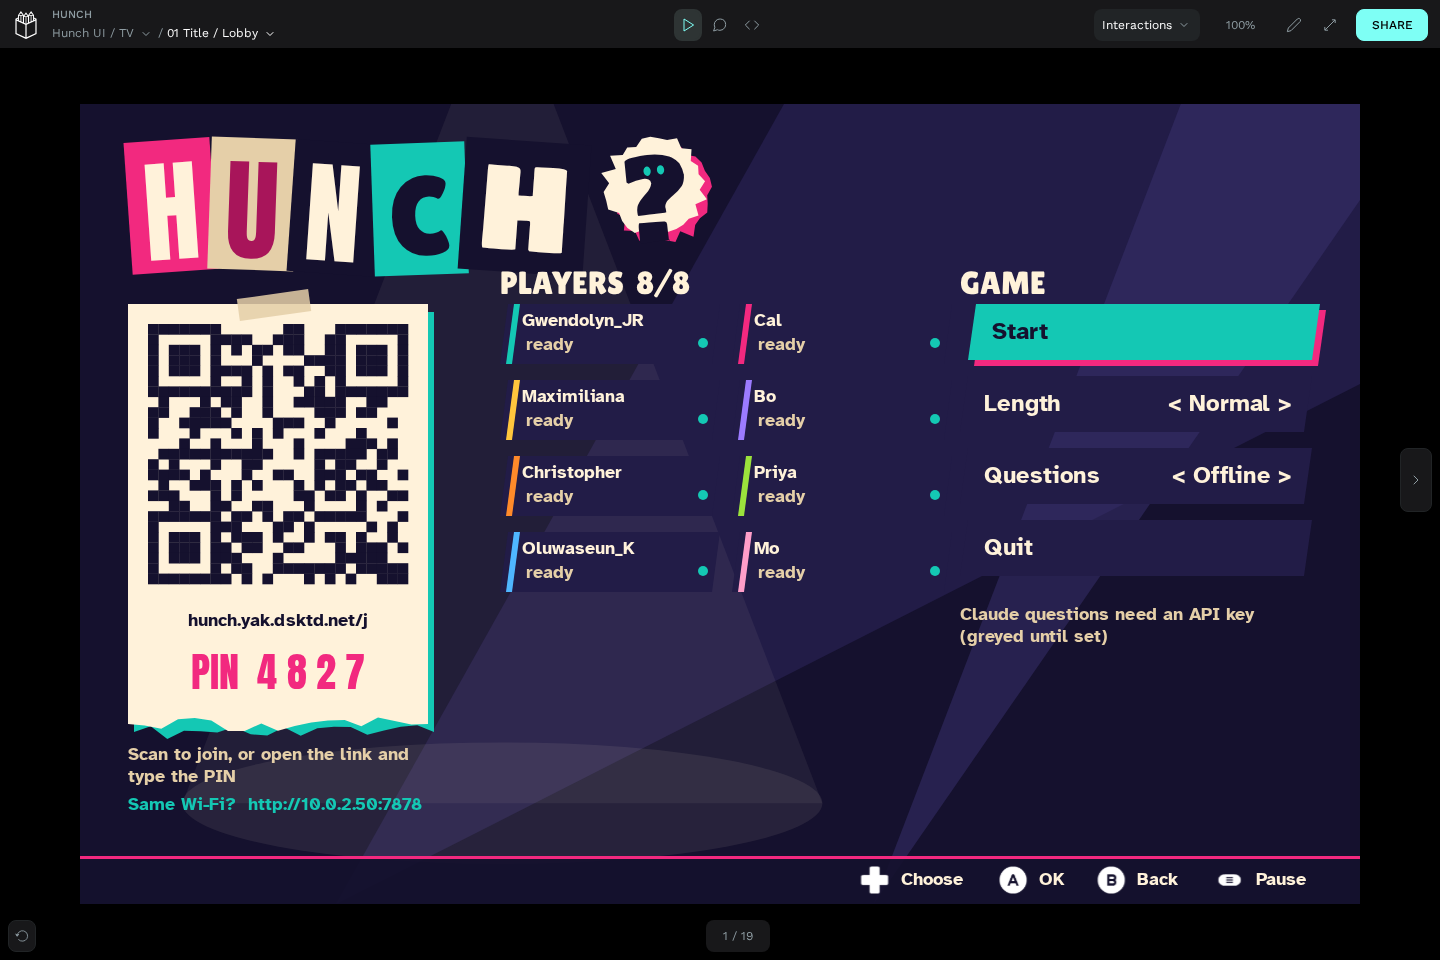 HUNCH
Hunch UI / TV / 01 Title / Lobby
Interactions
100%
SHARE
HUNCH?
PLAYERS 8/8
GAME
Gwendolyn_JR
ready
Cal
ready
Maximiliana
ready
Bo
ready
Christopher
ready
Priya
ready
Oluwaseun_K
ready
Mo
ready
Start
Length < Normal >
Questions < Offline >
Quit
Claude questions need an API key
(greyed until set)
hunch.yak.dsktd.net/j
PIN 4827
Scan to join, or open the link and
type the PIN
Same Wi-Fi? http://10.0.2.50:7878
Choose
A OK
B Back
Pause
1 / 19